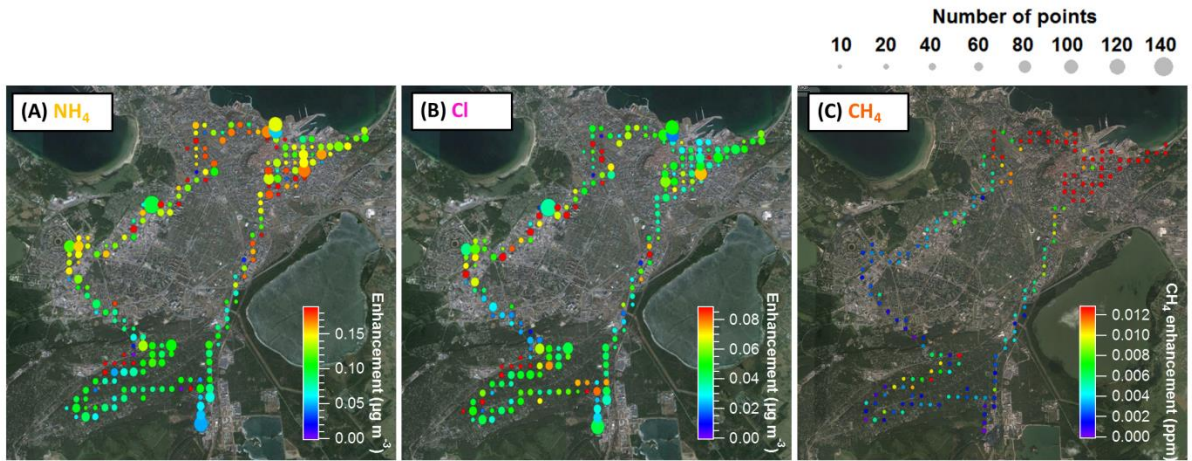 Number of points
10 20 40 60 80 100 120 140
(A) NH₄
(B) Cl
(C) CH₄
0.15
0.10
0.05
0.00
Enhancement (µg m⁻³)
0.08
0.06
0.04
0.02
0.00
Enhancement (µg m⁻³)
0.012
0.010
0.008
0.006
0.004
0.002
0.000
CH₄ enhancement (ppm)